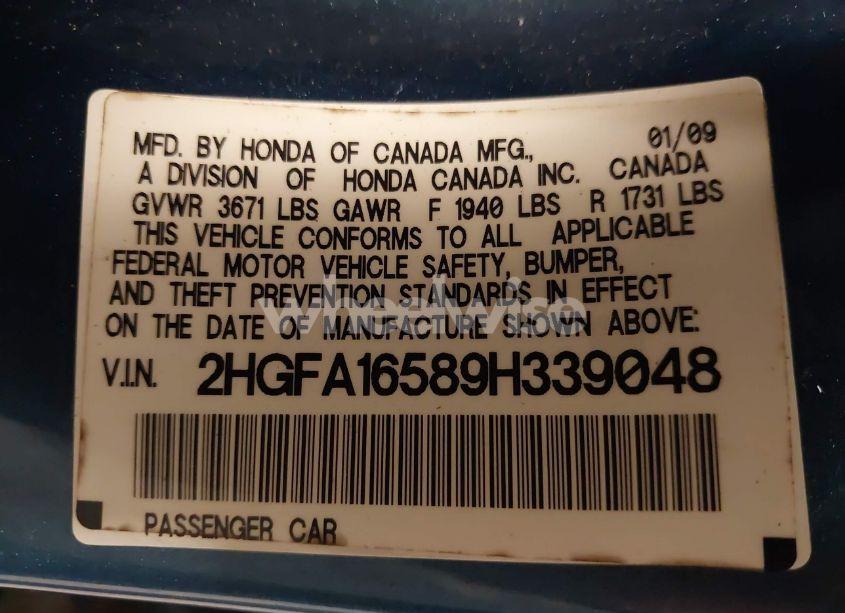 01/09
MFD. BY HONDA OF CANADA MFG.,
A DIVISION OF HONDA CANADA INC. CANADA
GVWR 3671 LBS GAWR F 1940 LBS R 1731 LBS
THIS VEHICLE CONFORMS TO ALL APPLICABLE
FEDERAL MOTOR VEHICLE SAFETY, BUMPER,
AND THEFT PREVENTION STANDARDS IN EFFECT
wheelwise
ON THE DATE OF MANUFACTURE SHOWN ABOVE:
V.I.N. 2HGFA16589H339048
PASSENGER CAR